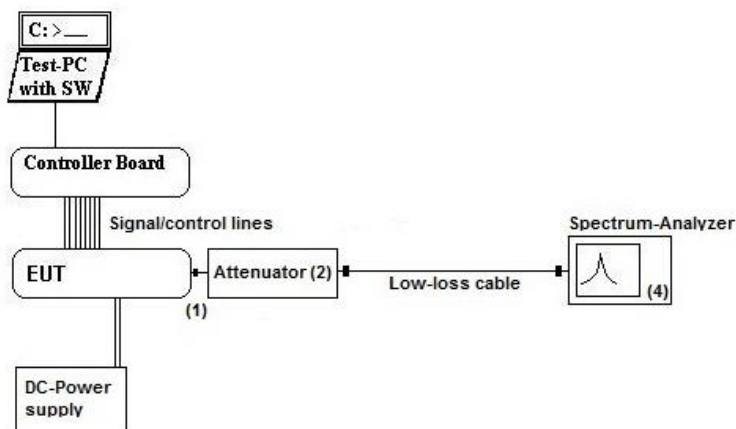 C: >__
Test-PC
with SW
Controller Board
Signal/control lines
Spectrum-Analyzer
EUT
Attenuator (2)
Low-loss cable
(4)
(1)
DC-Power
supply